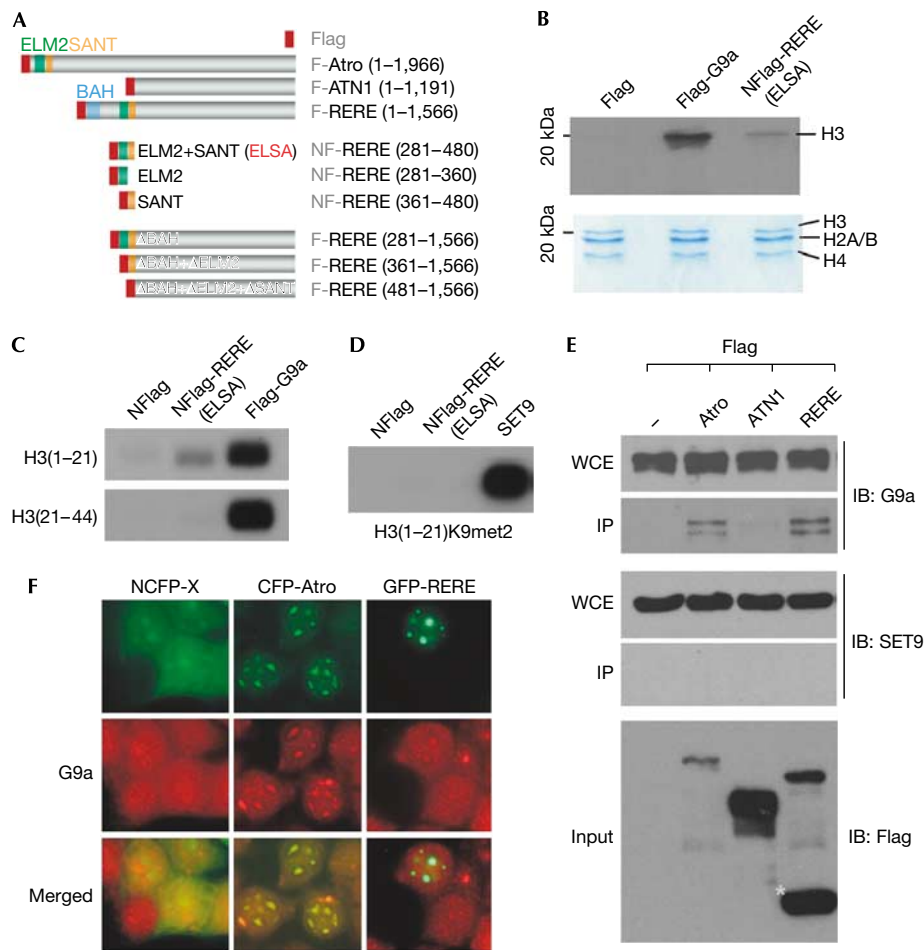 A
Flag
ELM2SANT
F-Atro (1–1,966)
F-ATN1 (1–1,191)
BAH
F-RERE (1–1,566)
ELM2+SANT (ELSA) NF-RERE (281–480)
ELM2 NF-RERE (281–360)
SANT NF-RERE (361–480)
ΔBAH F-RERE (281–1,566)
ΔBAH+ΔELM2 F-RERE (361–1,566)
ΔBAH+ΔELM2+ΔSANT F-RERE (481–1,566)
B
Flag
Flag-G9a
NFlag-RERE
(ELSA)
20 kDa
H3
20 kDa
H3
H2A/B
H4
C
NFlag
NFlag-RERE
(ELSA)
Flag-G9a
H3(1–21)
H3(21–44)
D
NFlag
NFlag-RERE
(ELSA)
SET9
H3(1–21)K9met2
E
Flag
– Atro ATN1 RERE
WCE
IP
IB: G9a
WCE
IP
IB: SET9
Input
*
IB: Flag
F
NCFP-X CFP-Atro GFP-RERE
G9a
Merged